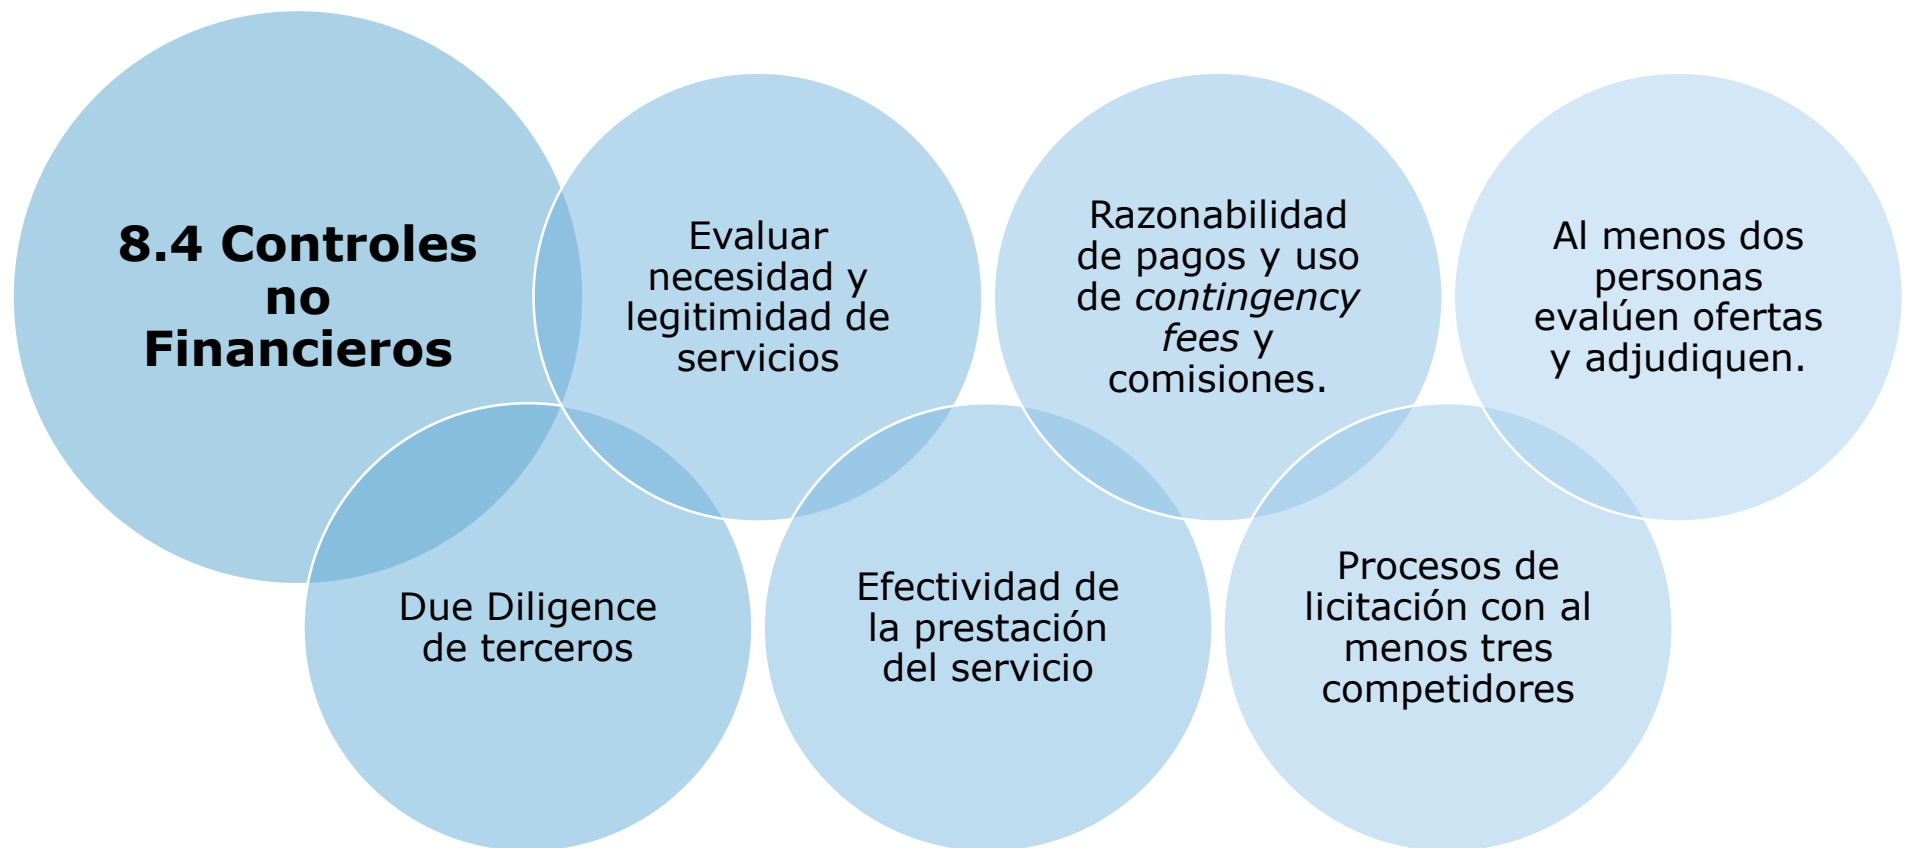 8.4 Controles
no
Financieros
Due Diligence
de terceros
Evaluar
necesidad y
legitimidad de
servicios
Efectividad de
la prestación
del servicio
Razonabilidad
de pagos y uso
de contingency
fees y
comisiones.
Procesos de
licitación con al
menos tres
competidores
Al menos dos
personas
evalúen ofertas
y adjudiquen.